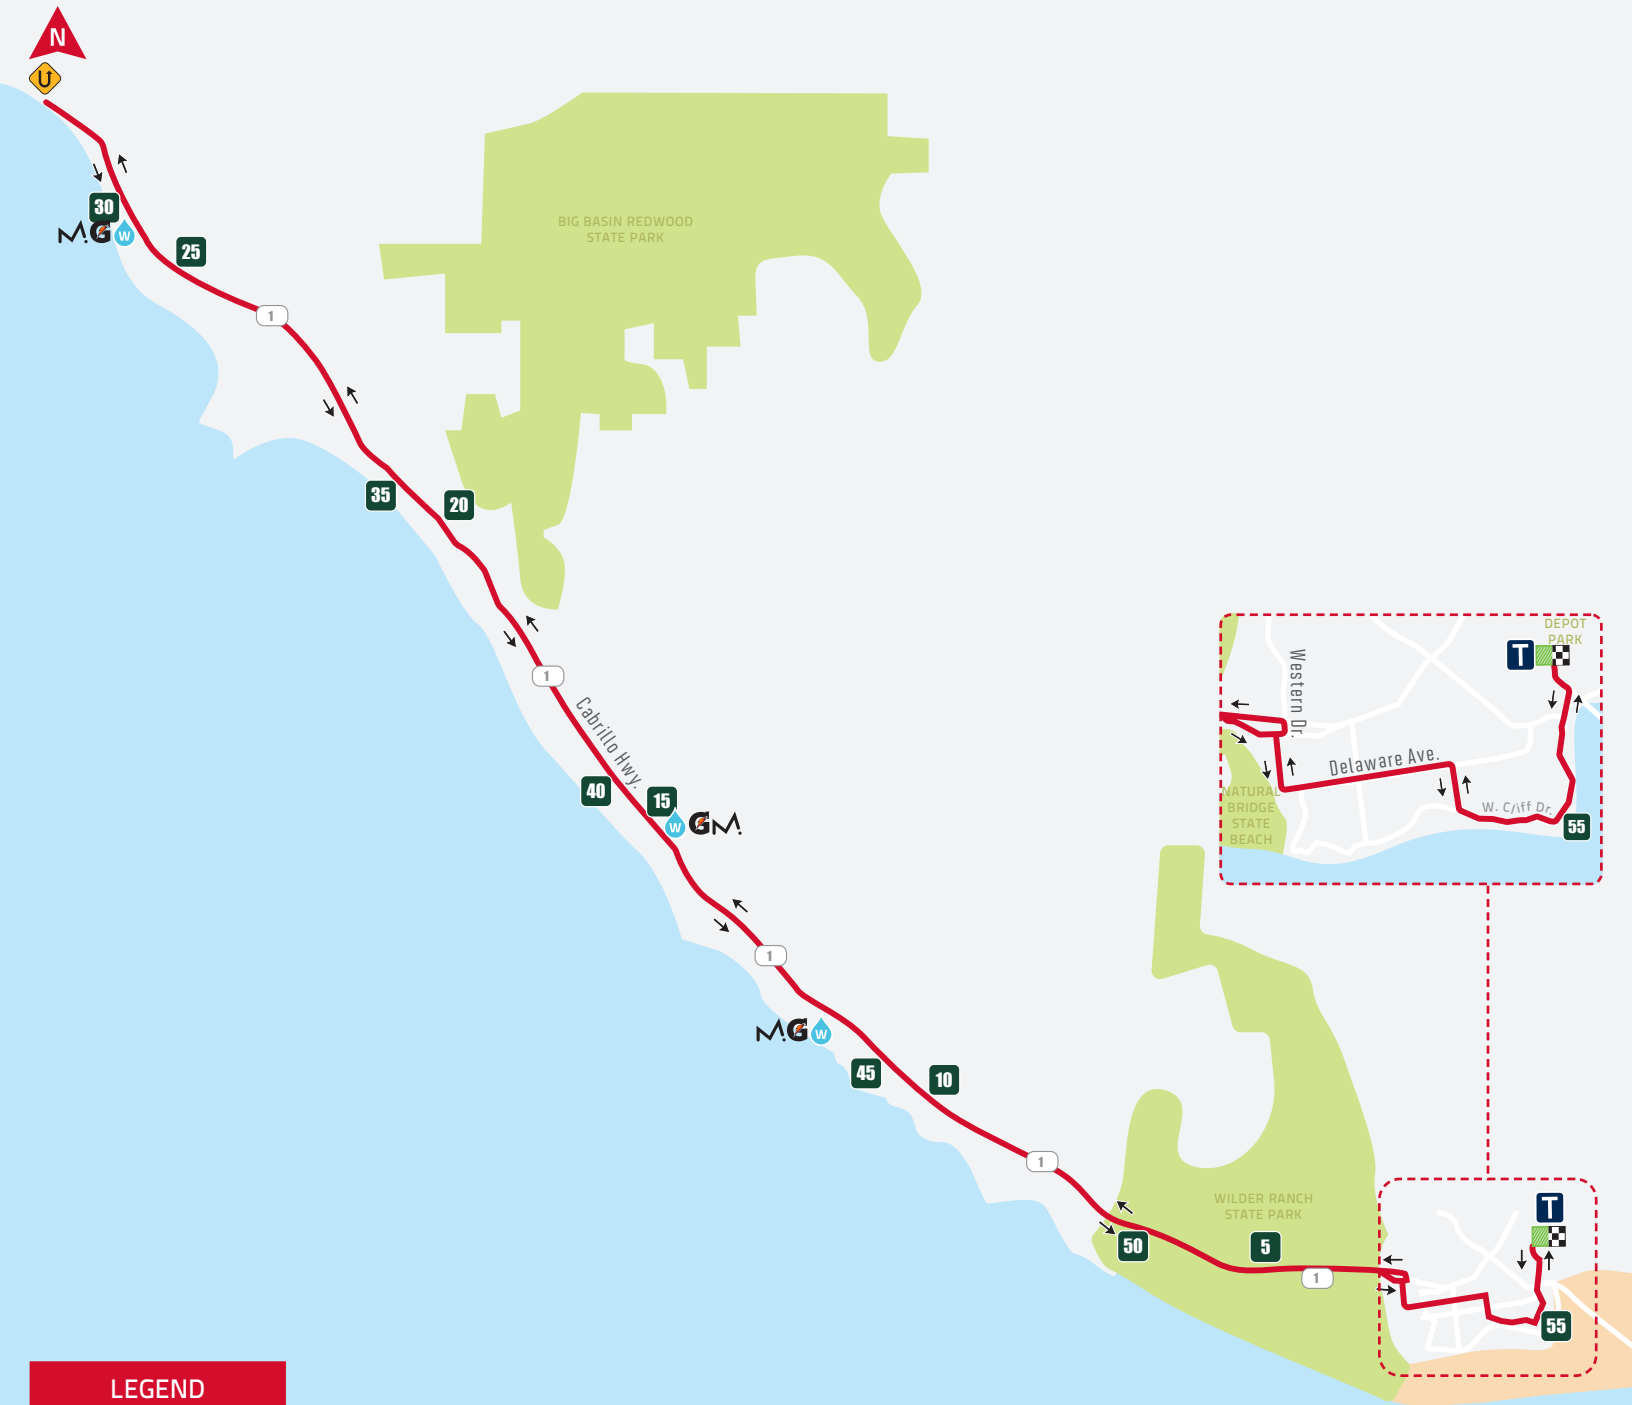 N
30
M.G W
25
1
BIG BASIN REDWOOD
STATE PARK
35
20
1
Cabrillo Hwy.
40
15
W G M.
1
M.G W
45
10
1
DEPOT
PARK
T
Western Dr.
Delaware Ave.
W. Cliff Dr.
NATURAL
BRIDGE
STATE
BEACH
55
WILDER RANCH
STATE PARK
50
5
1
T
55
LEGEND